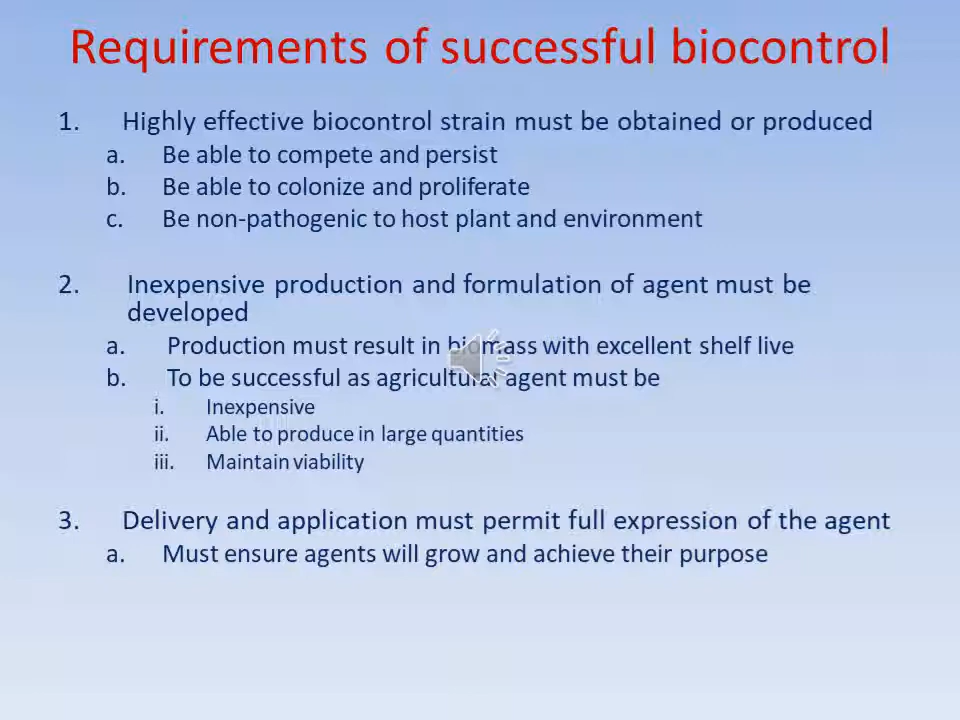 Requirements of successful biocontrol
1. Highly effective biocontrol strain must be obtained or produced
a. Be able to compete and persist
b. Be able to colonize and proliferate
c. Be non-pathogenic to host plant and environment
2. Inexpensive production and formulation of agent must be
developed
a. Production must result in biomass with excellent shelf live
b. To be successful as agricultural agent must be
i. Inexpensive
ii. Able to produce in large quantities
iii. Maintain viability
3. Delivery and application must permit full expression of the agent
a. Must ensure agents will grow and achieve their purpose